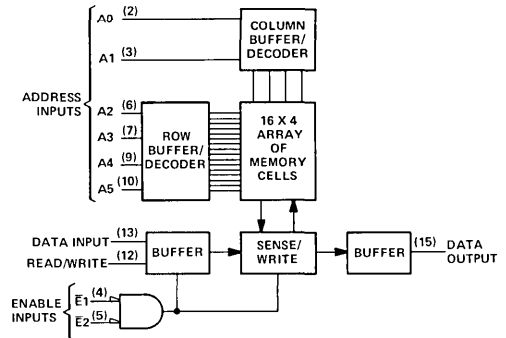 A0 (2)
A1 (3)
COLUMN
BUFFER/
DECODER
ADDRESS
INPUTS
A2 (6)
A3 (7)
A4 (9)
A5 (10)
ROW
BUFFER/
DECODER
16 X 4
ARRAY
OF
MEMORY
CELLS
DATA INPUT (13)
READ/WRITE (12)
BUFFER
SENSE/
WRITE
BUFFER
(15) DATA
OUTPUT
ENABLE
INPUTS
E̅1 (4)
E̅2 (5)